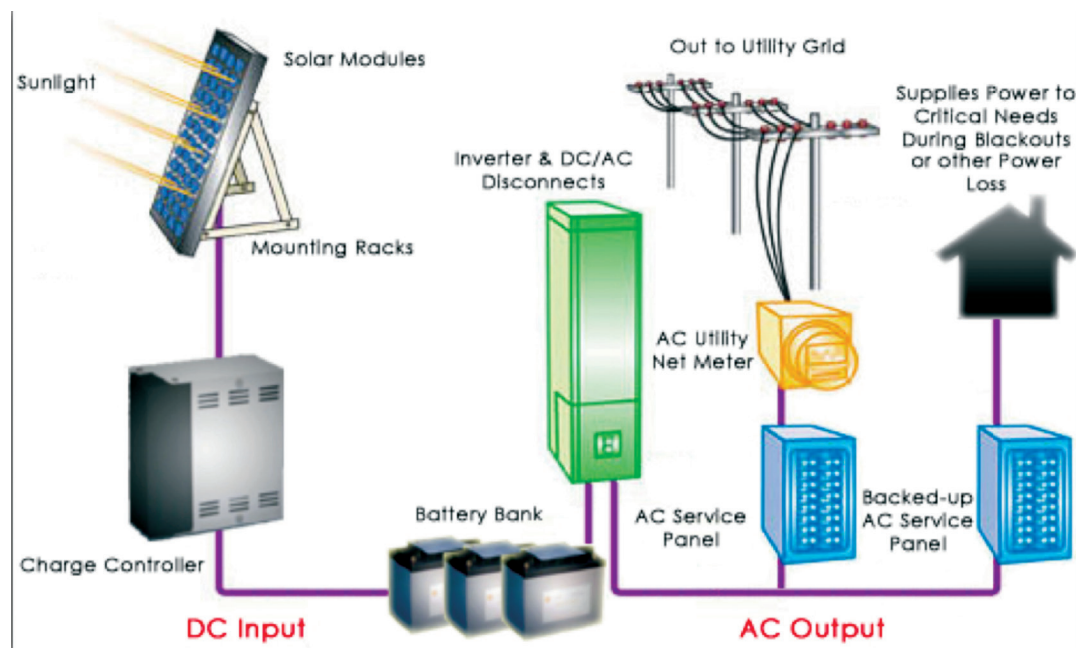 Sunlight
Solar Modules
Mounting Racks
Charge Controller
DC Input
Battery Bank
Inverter & DC/AC
Disconnects
Out to Utility Grid
AC Utility
Net Meter
AC Service
Panel
Supplies Power to
Critical Needs
During Blackouts
or other Power
Loss
Backed-up
AC Service
Panel
AC Output